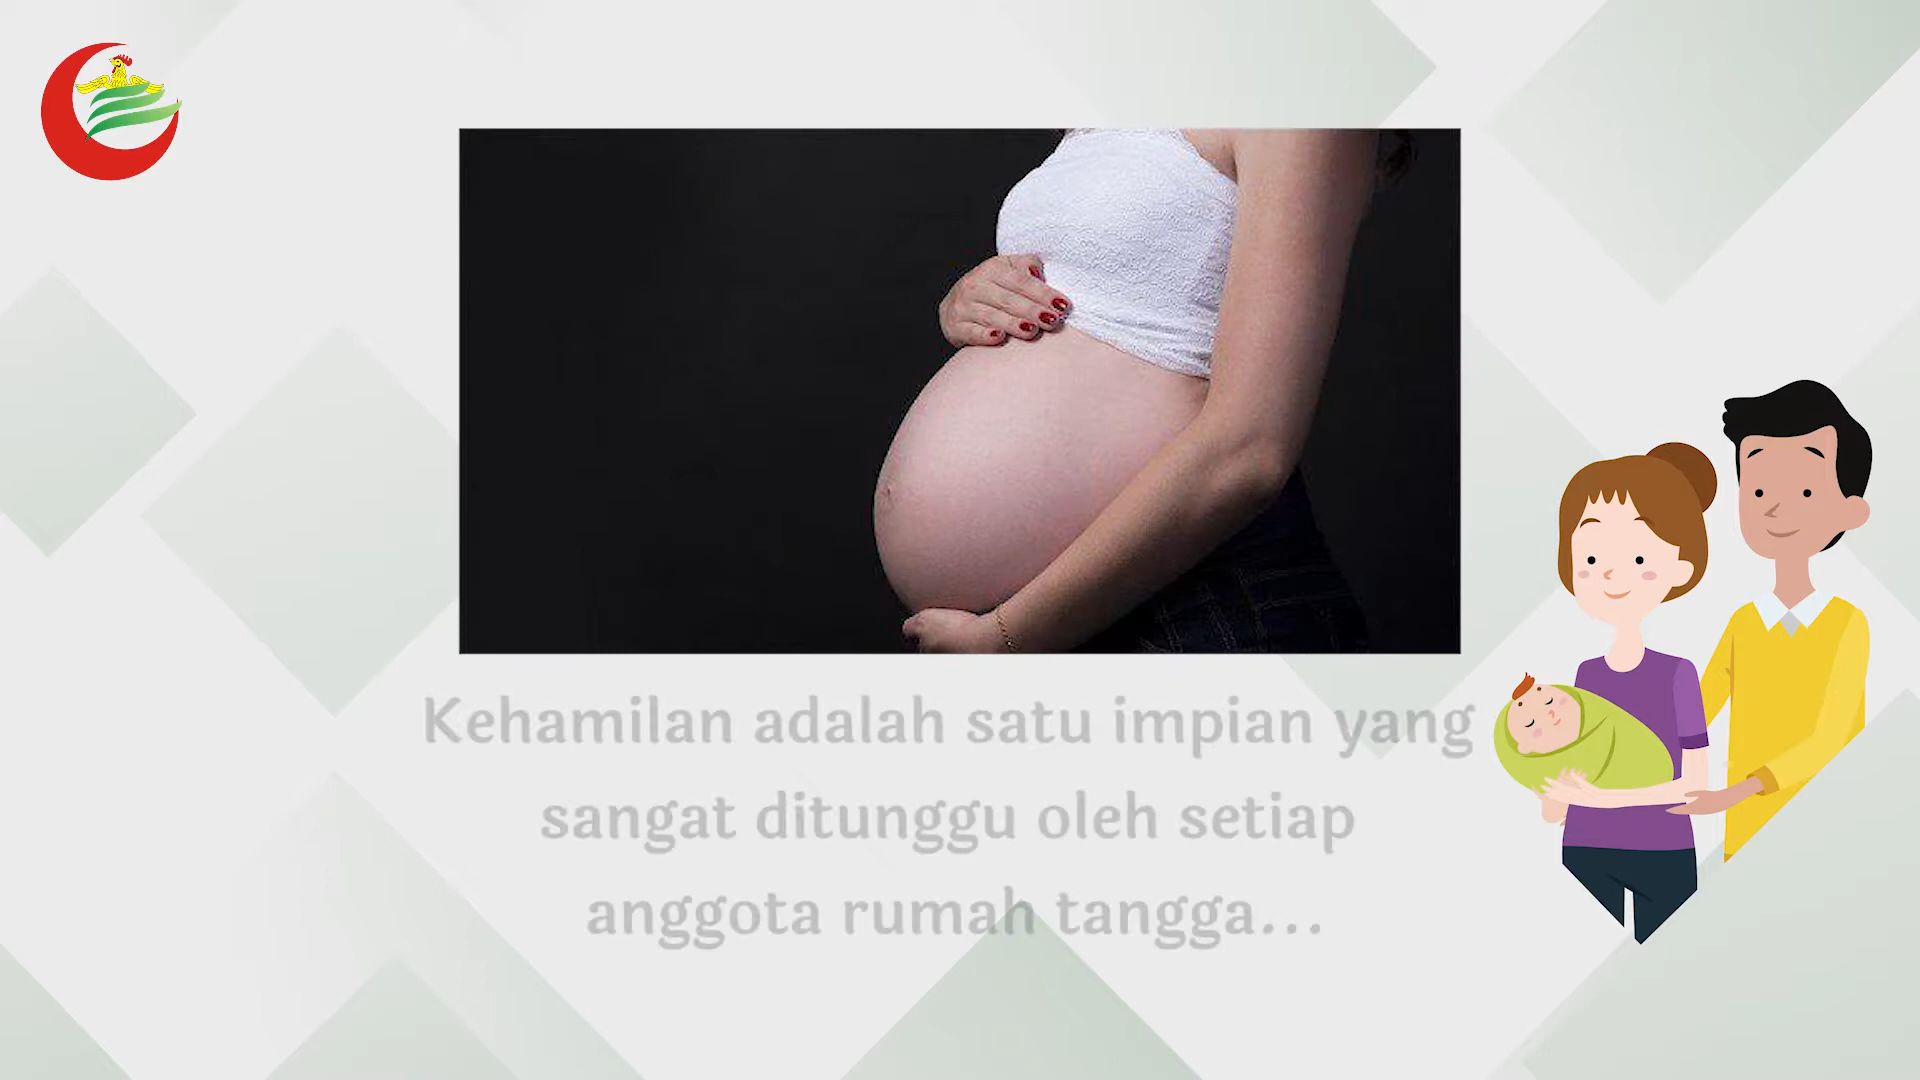 Kehamilan adalah satu impian yang
sangat ditunggu oleh setiap
anggota rumah tangga...